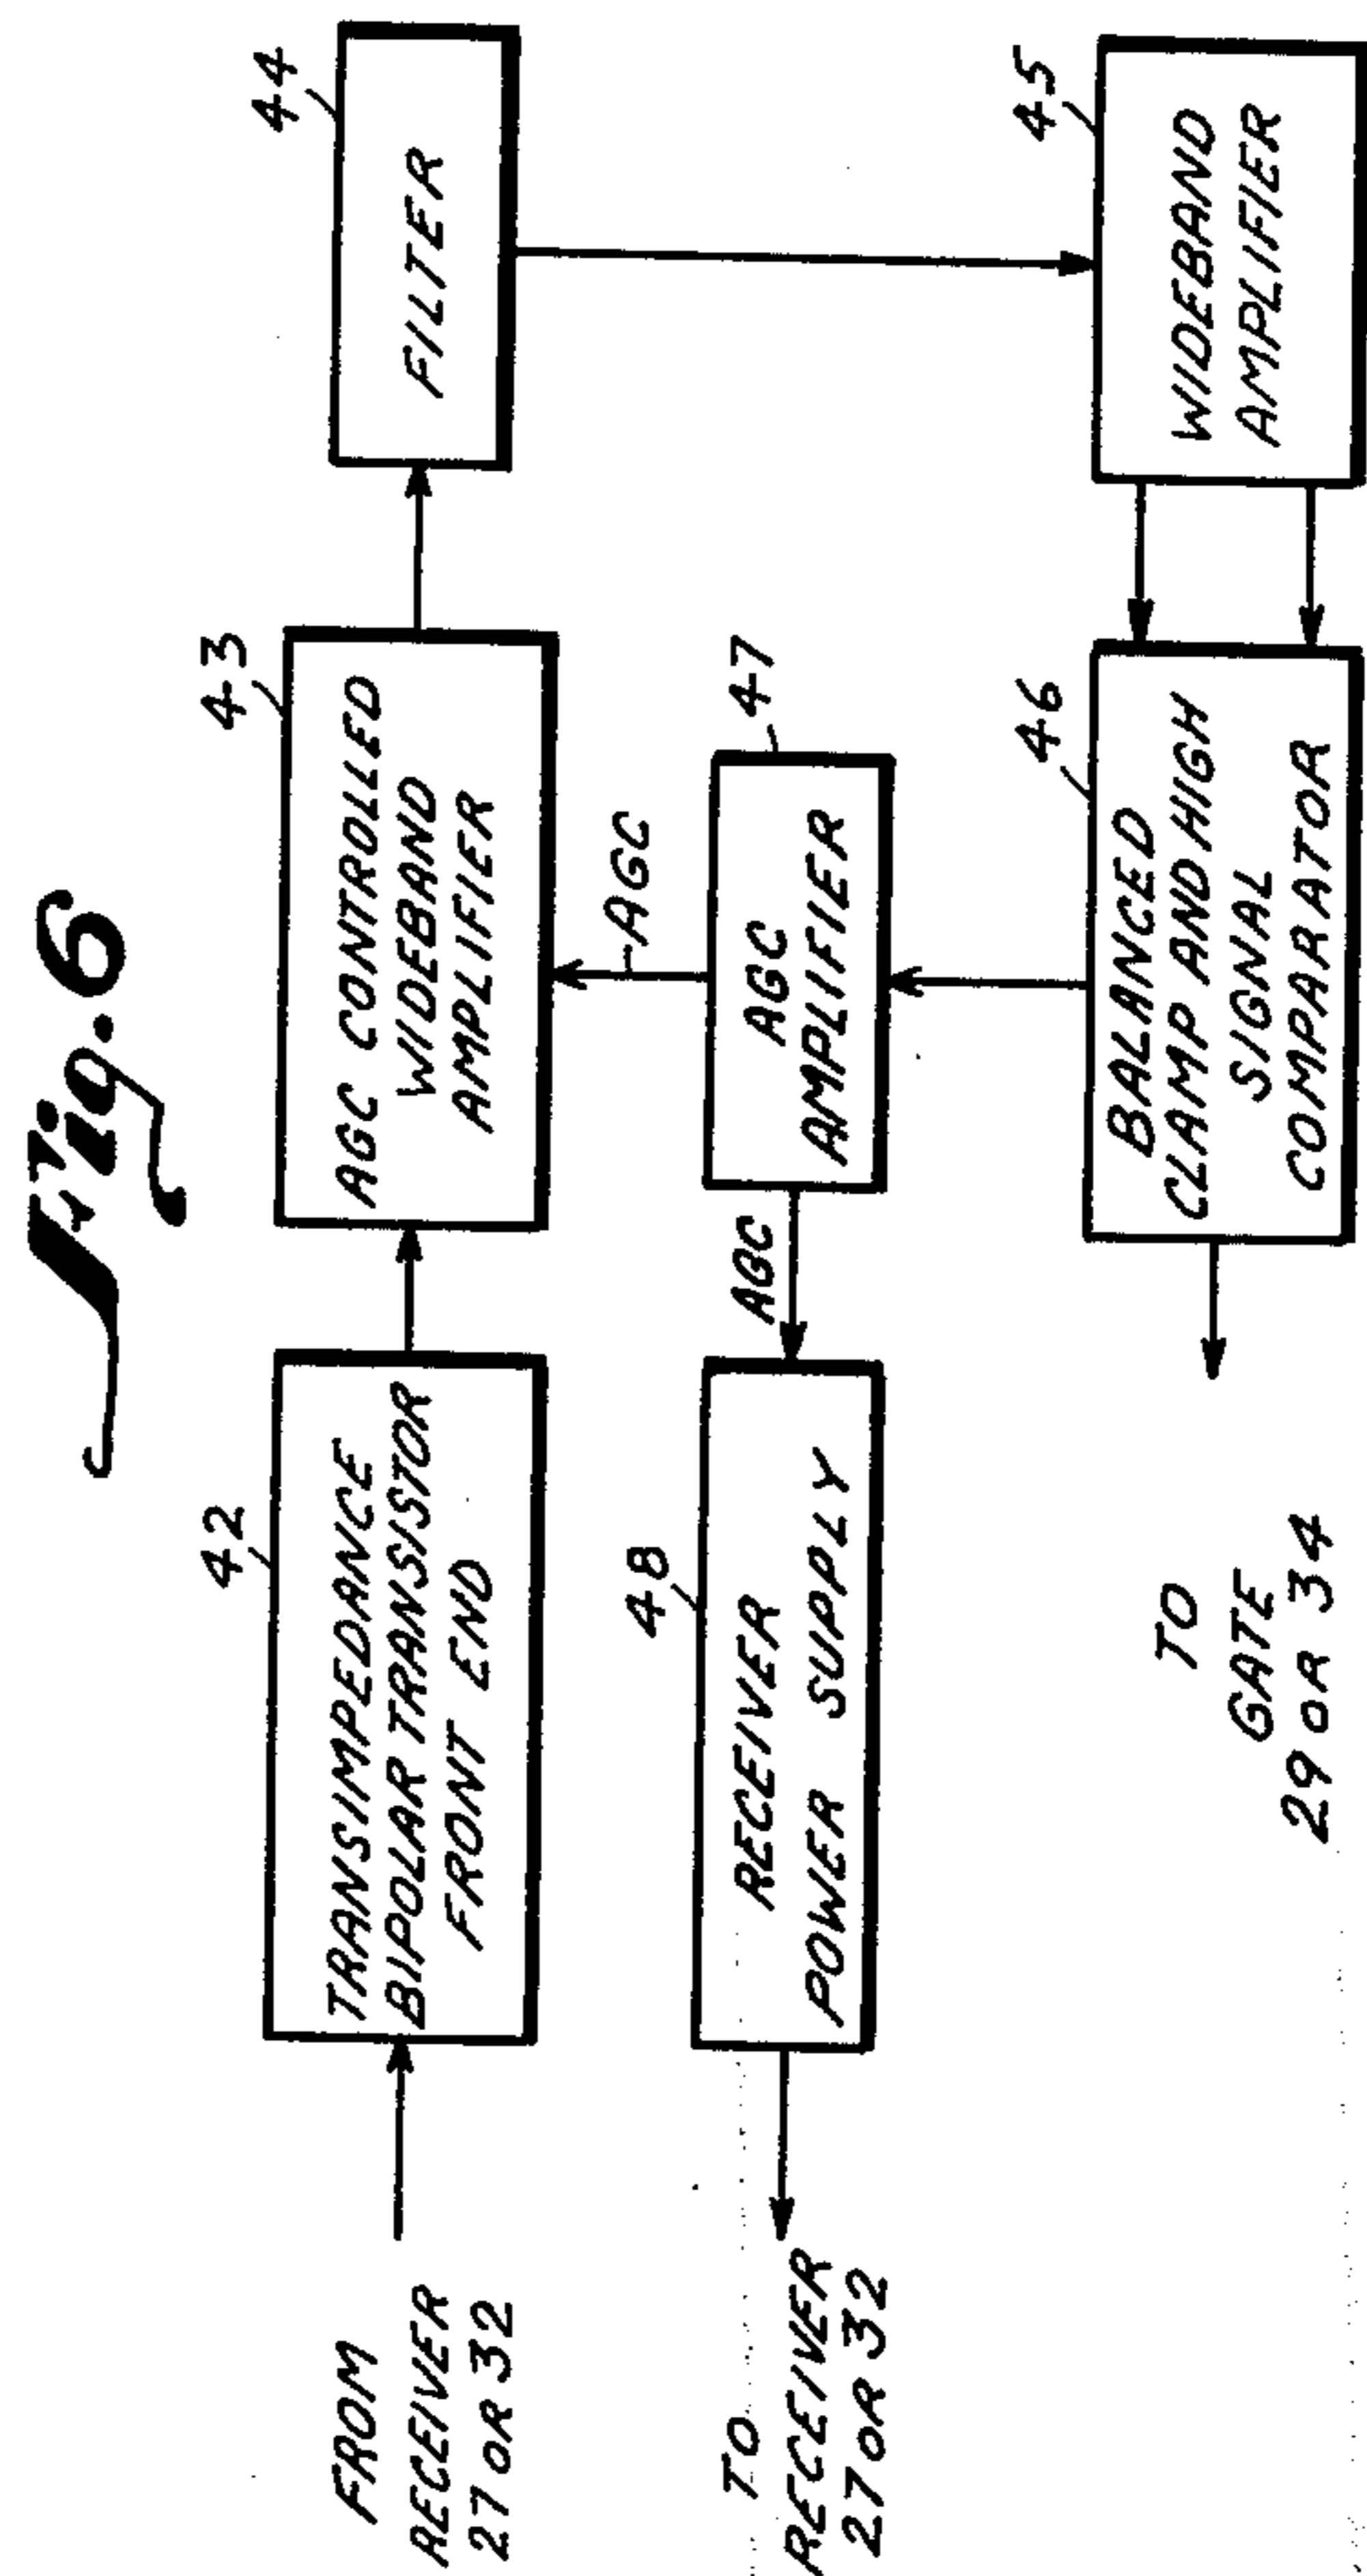 Fig. 6
FROM
RECEIVER
27 OR 32
42
TRANSIMPEDANCE
BIPOLAR TRANSISTOR
FRONT END
43
AGC CONTROLLED
WIDEBAND
AMPLIFIER
44
FILTER
TO
RECEIVER
27 OR 32
48
RECEIVER
POWER SUPPLY
AGC
47
AGC
AMPLIFIER
AGC
TO
GATE
29 OR 34
46
BALANCED
CLAMP AND HIGH
SIGNAL
COMPARATOR
45
WIDEBAND
AMPLIFIER